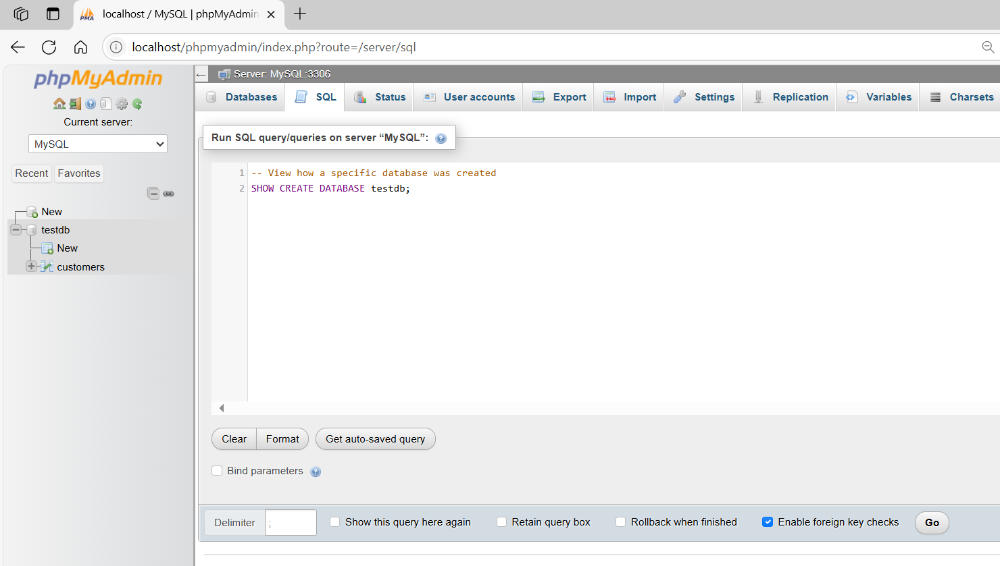 PMA
localhost / MySQL | phpMyAdmin
localhost/phpmyadmin/index.php?route=/server/sql
phpMyAdmin
Current server:
MySQL
Recent Favorites
New
testdb
New
customers
Server: MySQL:3306
Databases SQL Status User accounts Export Import Settings Replication Variables Charsets
Run SQL query/queries on server “MySQL”:
1 -- View how a specific database was created
2 SHOW CREATE DATABASE testdb;
Clear Format Get auto-saved query
Bind parameters
Delimiter ; Show this query here again Retain query box Rollback when finished Enable foreign key checks Go